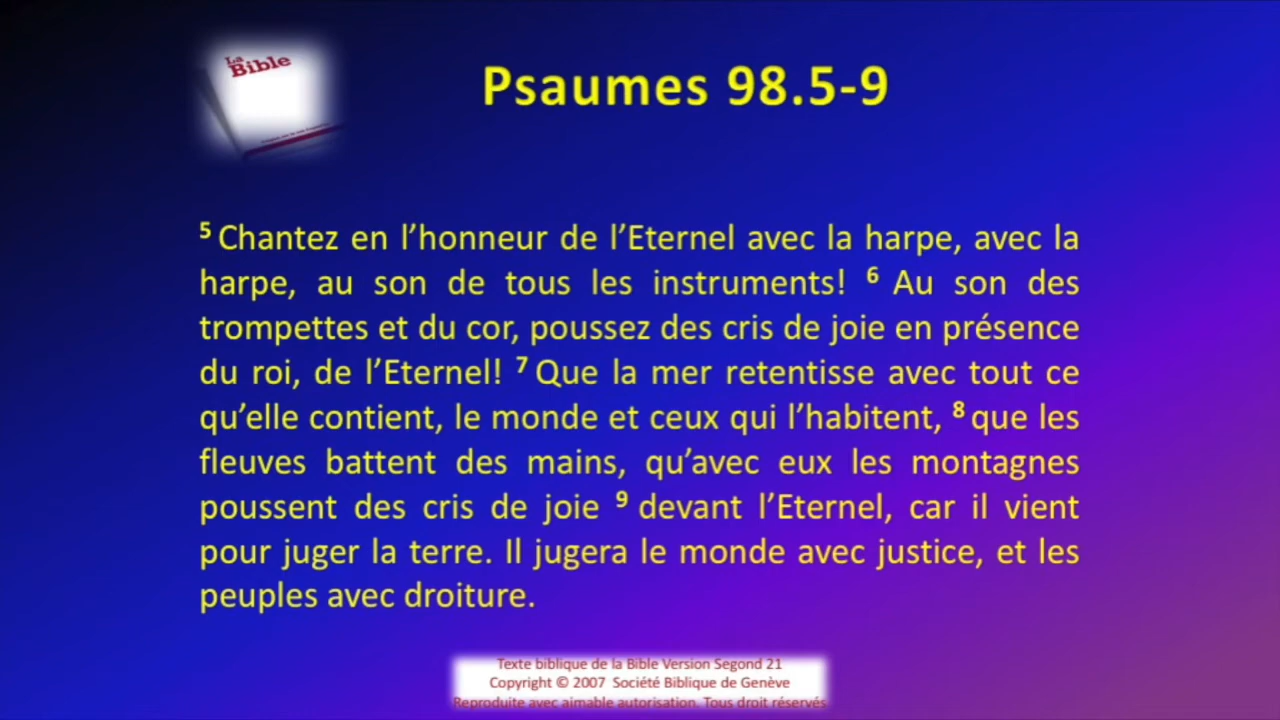 La
Bible
Psaumes 98.5-9
⁵ Chantez en l’honneur de l’Eternel avec la harpe, avec la
harpe, au son de tous les instruments! ⁶ Au son des
trompettes et du cor, poussez des cris de joie en présence
du roi, de l’Eternel! ⁷ Que la mer retentisse avec tout ce
qu’elle contient, le monde et ceux qui l’habitent, ⁸ que les
fleuves battent des mains, qu’avec eux les montagnes
poussent des cris de joie ⁹ devant l’Eternel, car il vient
pour juger la terre. Il jugera le monde avec justice, et les
peuples avec droiture.
Texte biblique de la Bible Version Segond 21
Copyright © 2007 Société Biblique de Genève
Reproduite avec aimable autorisation. Tous droit réservés